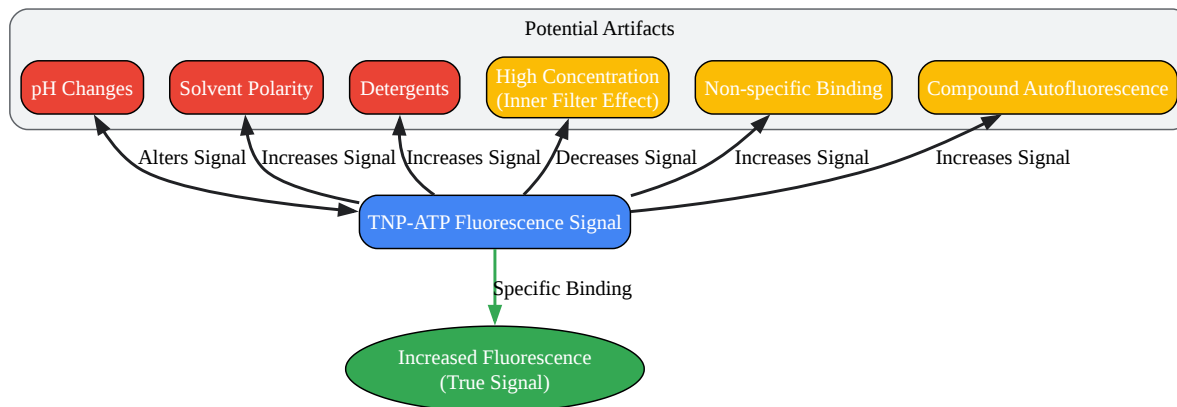 Potential Artifacts
pH Changes
Solvent Polarity
Detergents
High Concentration
(Inner Filter Effect)
Non-specific Binding
Compound Autofluorescence
Alters Signal
Increases Signal
Increases Signal
Decreases Signal
Increases Signal
Increases Signal
TNP-ATP Fluorescence Signal
Specific Binding
Increased Fluorescence
(True Signal)